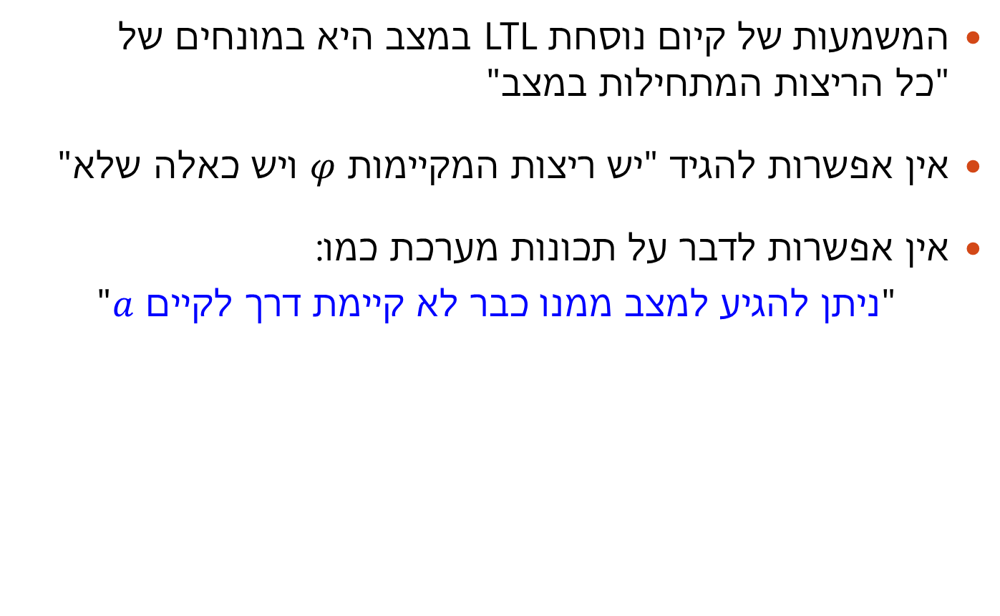 • המשמעות של קיום נוסחת LTL במצב היא במונחים של
"כל הריצות המתחילות במצב"
• אין אפשרות להגיד "יש ריצות המקיימות φ ויש כאלה שלא"
• אין אפשרות לדבר על תכונות מערכת כמו:
"ניתן להגיע למצב ממנו כבר לא קיימת דרך לקיים a"